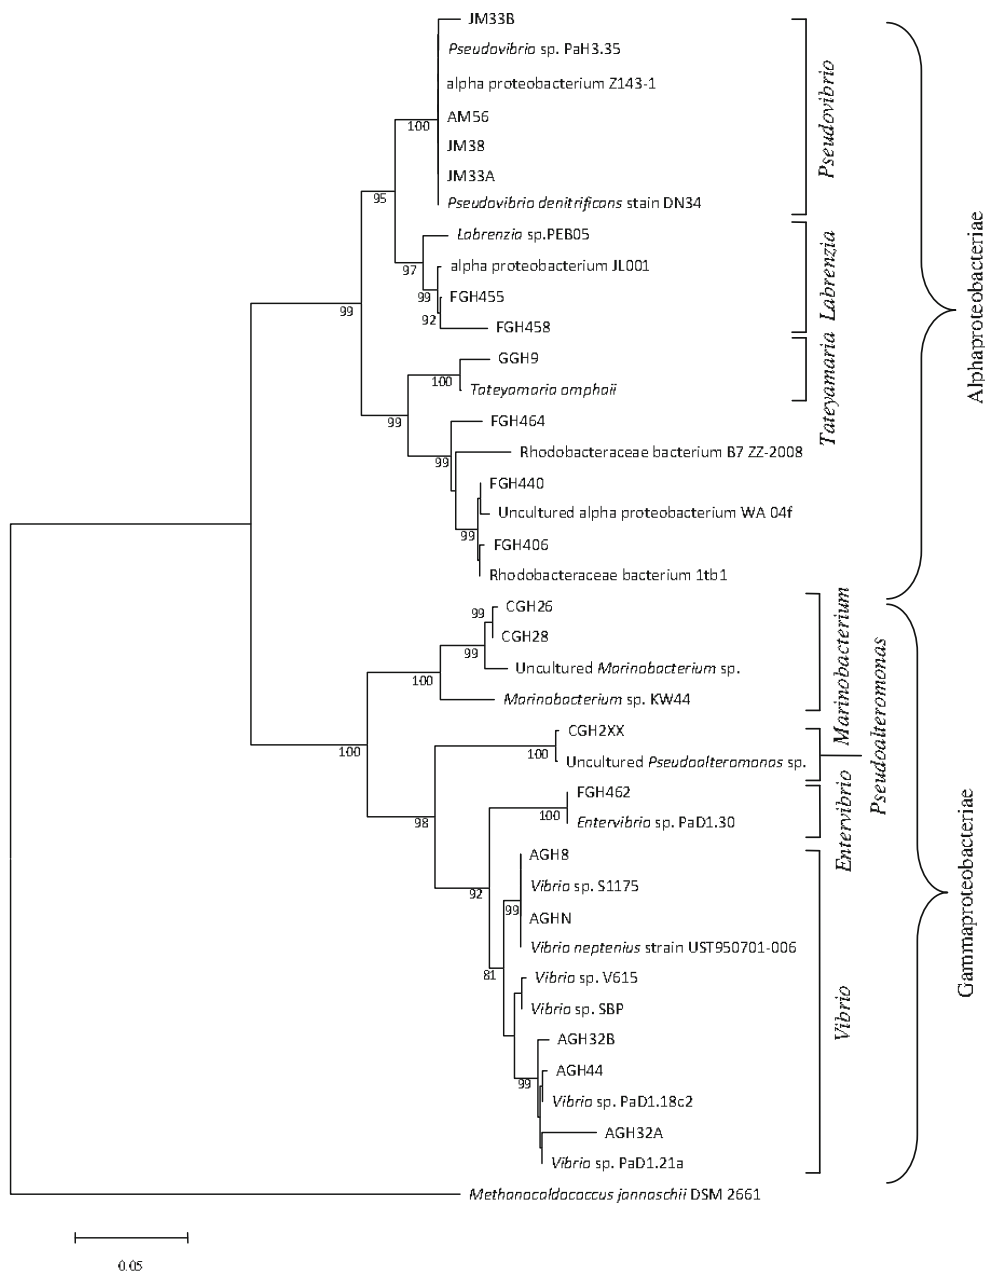 JM33B
Pseudovibrio sp. PaH3.35
alpha proteobacterium Z143-1
AM56
100
JM38
JM33A
Pseudovibrio denitrificans stain DN34
Pseudovibrio
95
Labrenzia sp.PEB05
alpha proteobacterium JL001
97
FGH455
99
92
FGH458
Labrenzia
99
GGH9
100
Tateyamaria omphaii
Tateyamaria
99
FGH464
Rhodobacteraceae bacterium B7 ZZ-2008
99
FGH440
Uncultured alpha proteobacterium WA 04f
99
FGH406
Rhodobacteraceae bacterium 1tb1
Alphaproteobacteriae
CGH26
99
CGH28
99
Uncultured Marinobacterium sp.
100
Marinobacterium sp. KW44
Marinobacterium
CGH2XX
100
100
Uncultured Pseudoalteromonas sp.
Pseudoalteromonas
FGH462
100
Entervibrio sp. PaD1.30
98
Entervibrio
AGH8
92
Vibrio sp. S1175
99
AGHN
Vibrio neptenius strain UST950701-006
81
Vibrio sp. V615
Vibrio sp. SBP
AGH32B
AGH44
99
Vibrio sp. PaD1.18c2
AGH32A
Vibrio sp. PaD1.21a
Vibrio
Gammaproteobacteriae
Methanocaldococcus jannaschii DSM 2661
0.05